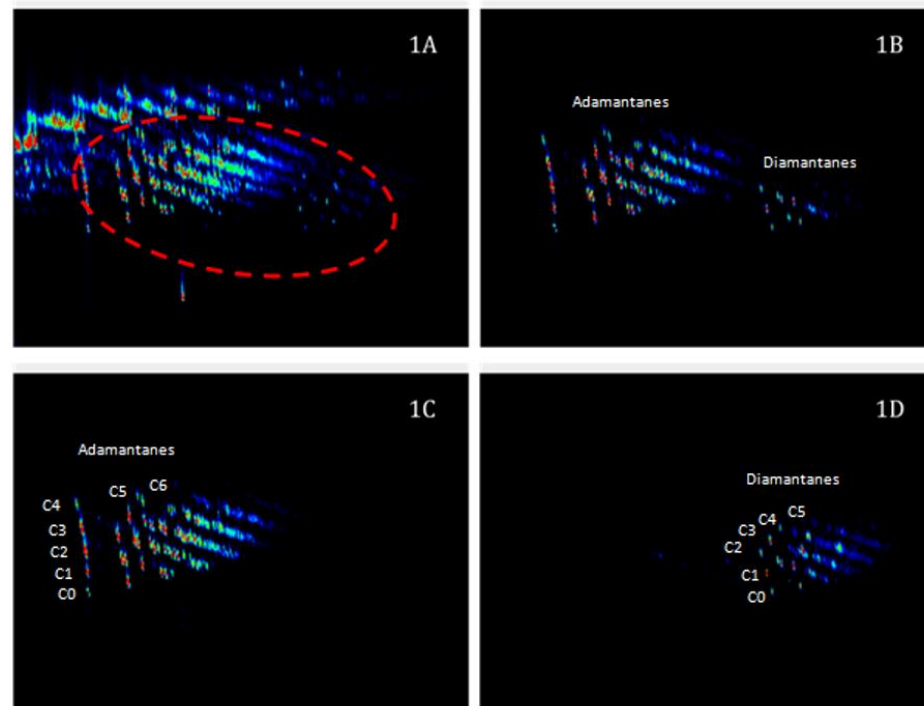 1A
1B
Adamantanes
Diamantanes
1C
Adamantanes
C4
C5
C6
C3
C2
C1
C0
1D
Diamantanes
C5
C4
C3
C2
C1
C0